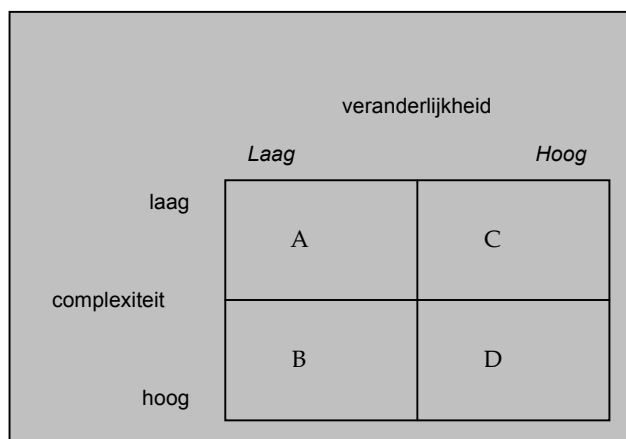 veranderlijkheid
Laag Hoog
laag
A C
complexiteit
B D
hoog